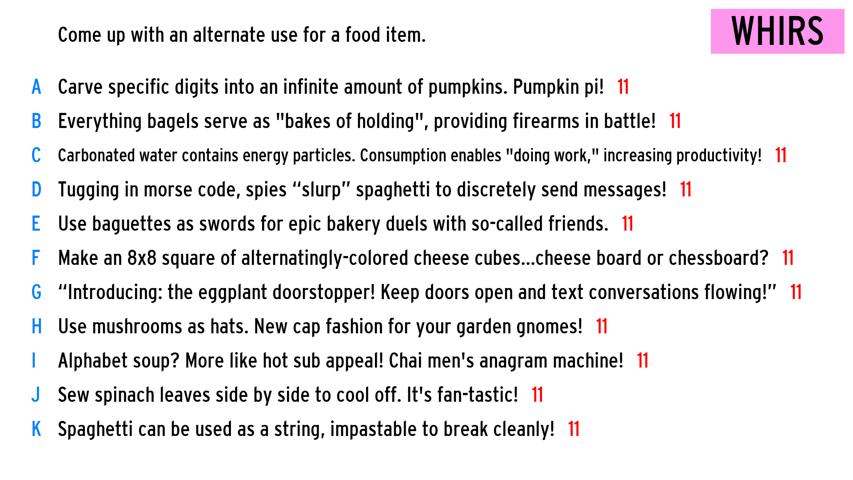 Come up with an alternate use for a food item.
WHIRS
A Carve specific digits into an infinite amount of pumpkins. Pumpkin pi! 11
B Everything bagels serve as "bakes of holding", providing firearms in battle! 11
C Carbonated water contains energy particles. Consumption enables "doing work," increasing productivity! 11
D Tugging in morse code, spies “slurp” spaghetti to discretely send messages! 11
E Use baguettes as swords for epic bakery duels with so-called friends. 11
F Make an 8x8 square of alternatingly-colored cheese cubes...cheese board or chessboard? 11
G “Introducing: the eggplant doorstopper! Keep doors open and text conversations flowing!” 11
H Use mushrooms as hats. New cap fashion for your garden gnomes! 11
I Alphabet soup? More like hot sub appeal! Chai men's anagram machine! 11
J Sew spinach leaves side by side to cool off. It's fan-tastic! 11
K Spaghetti can be used as a string, impastable to break cleanly! 11